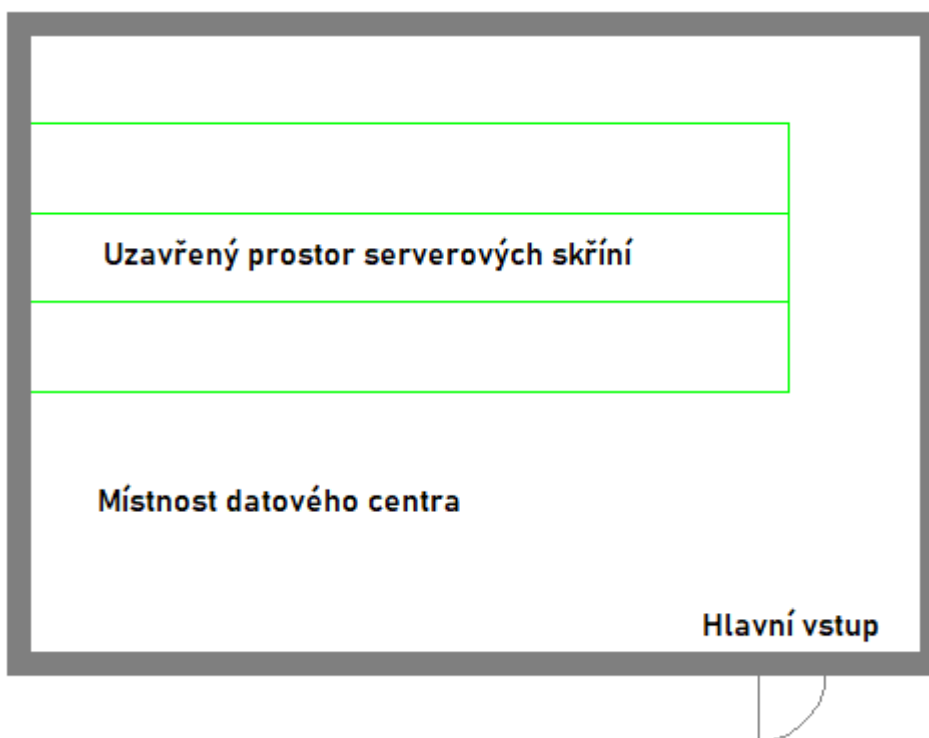 Uzavřený prostor serverových skříní
Místnost datového centra
Hlavní vstup